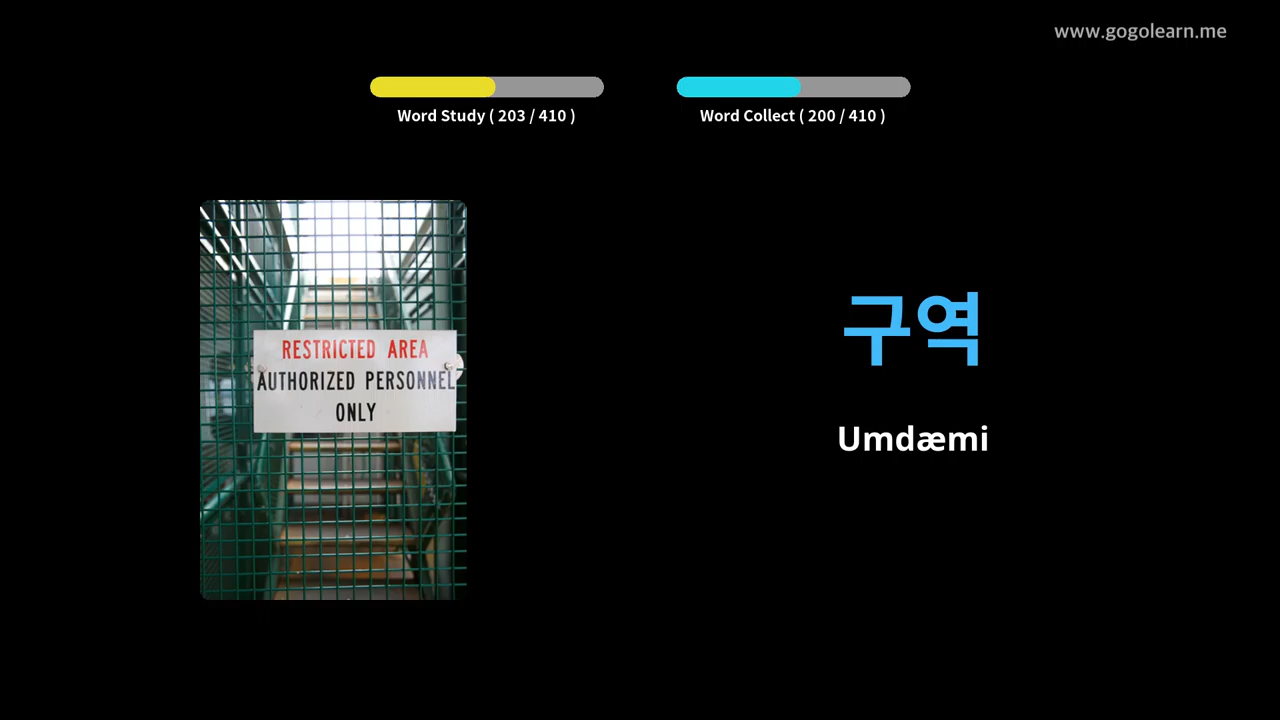 www.gogolearn.me
Word Study ( 203 / 410 )
Word Collect ( 200 / 410 )
RESTRICTED AREA
AUTHORIZED PERSONNEL
ONLY
구역
Umdæmi